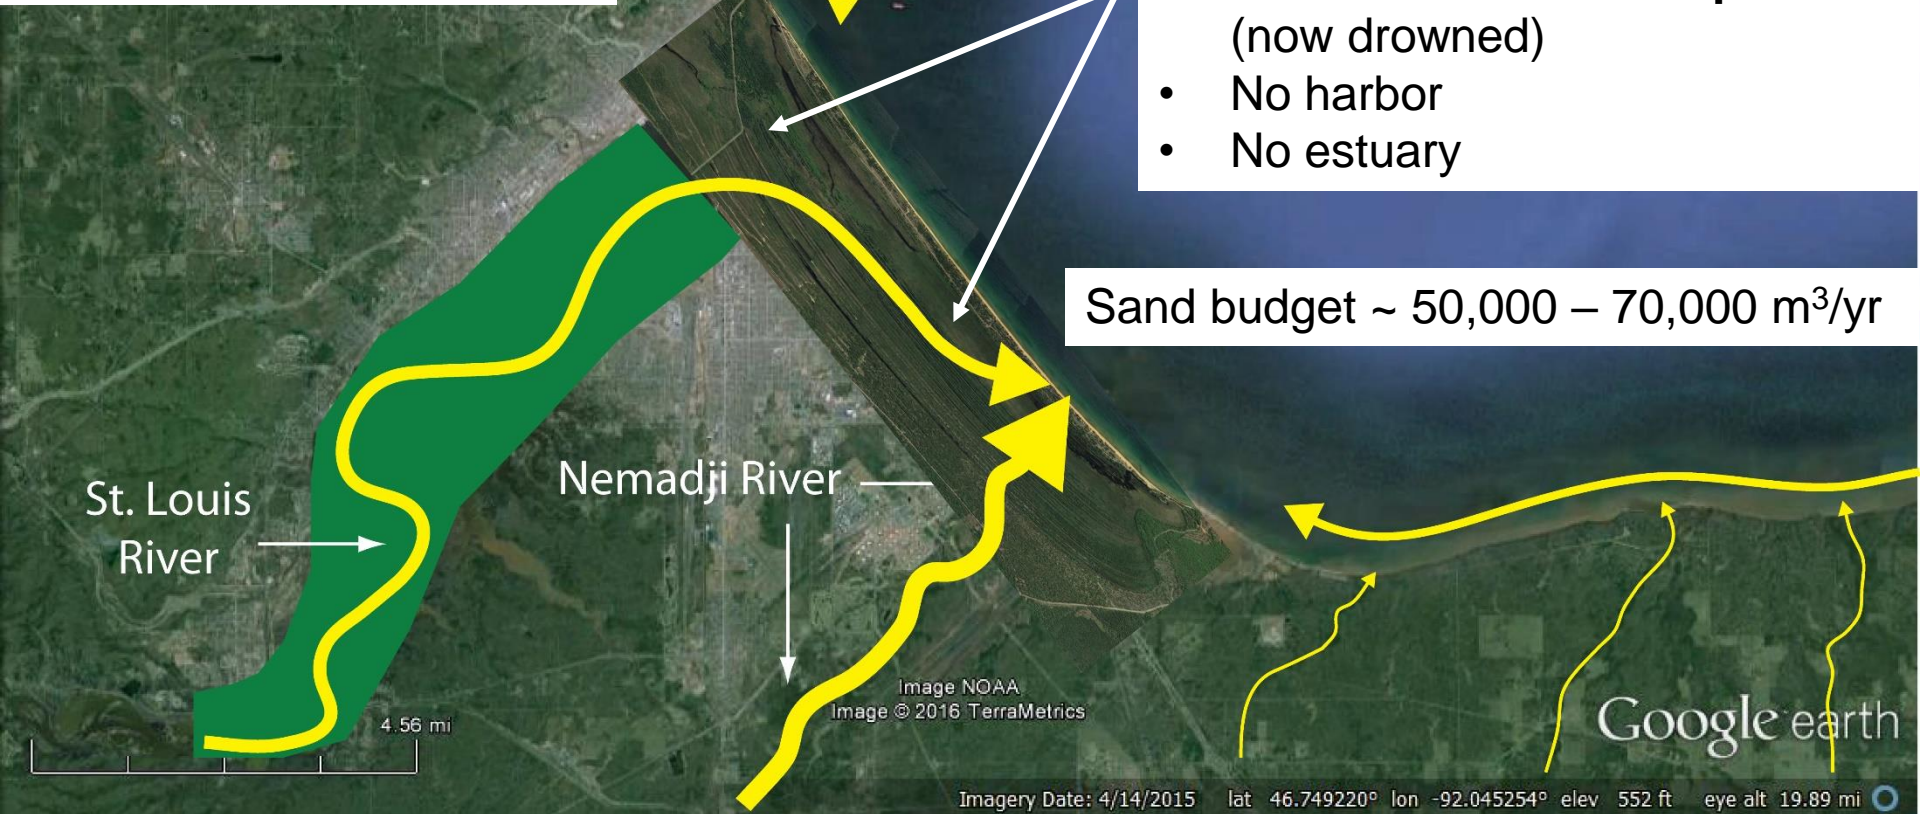 (now drowned)
• No harbor
• No estuary
Sand budget ~ 50,000 – 70,000 m³/yr
Nemadji River
St. Louis
River
4.56 mi
Image NOAA
Image © 2016 TerraMetrics
Google earth
Imagery Date: 4/14/2015 lat 46.749220° lon -92.045254° elev 552 ft eye alt 19.89 mi